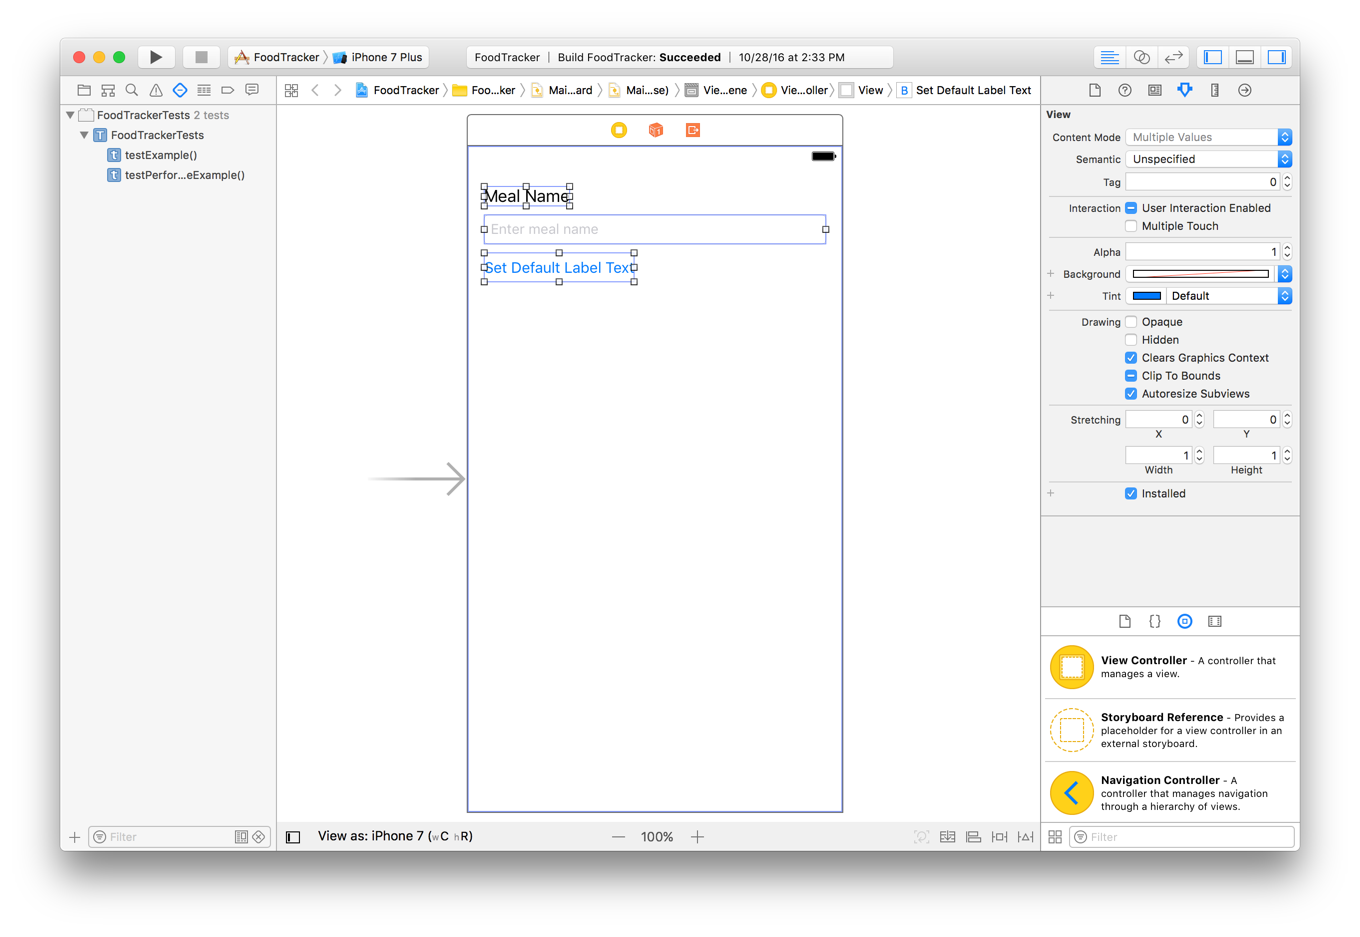 FoodTracker 〉 iPhone 7 Plus
FoodTracker | Build FoodTracker: Succeeded | 10/28/16 at 2:33 PM
FoodTracker 〉 Foo...ker 〉 Mai...ard 〉 Mai...se) 〉 Vie...ene 〉 Vie...oller 〉 View 〉 B Set Default Label Text
FoodTrackerTests 2 tests
T FoodTrackerTests
t testExample()
t testPerfor...eExample()
Meal Name
Enter meal name
Set Default Label Text
View
Content Mode Multiple Values
Semantic Unspecified
Tag 0
Interaction User Interaction Enabled
Multiple Touch
Alpha 1
+ Background
+ Tint Default
Drawing Opaque
Hidden
Clears Graphics Context
Clip To Bounds
Autoresize Subviews
Stretching 0 0
X Y
1 1
Width Height
+ Installed
{}
View Controller - A controller that
manages a view.
Storyboard Reference - Provides a
placeholder for a view controller in an
external storyboard.
Navigation Controller - A
controller that manages navigation
through a hierarchy of views.
+ Filter
View as: iPhone 7 (wC hR)
— 100% +
Filter